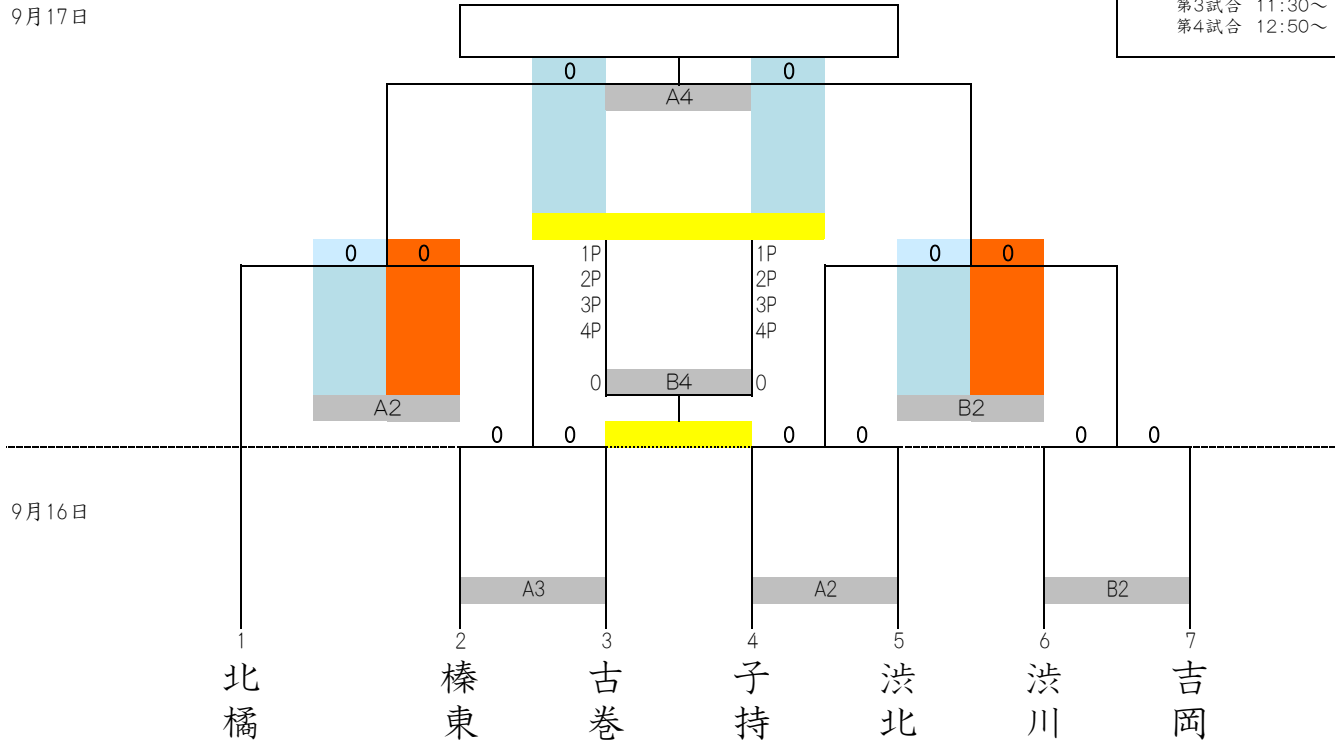 9月17日
第3試合 11:30～
第4試合 12:50～
0 0
A4
0 0 1P 1P 0 0
2P 2P
3P 3P
4P 4P
0 B4 0
A2 B2
0 0 0 0 0 0
9月16日
A3 A2 B2
1 2 3 4 5 6 7
北橘 榛東 古巻 子持 渋北 渋川 吉岡